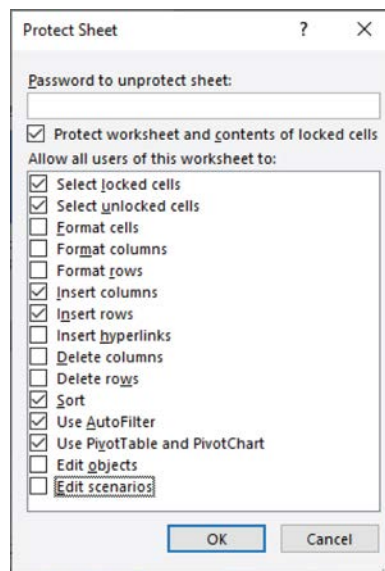 Protect Sheet ?
Password to unprotect sheet:
Protect worksheet and contents of locked cells
Allow all users of this worksheet to:
Select locked cells
Select unlocked cells
Format cells
Format columns
Format rows
Insert columns
Insert rows
Insert hyperlinks
Delete columns
Delete rows
Sort
Use AutoFilter
Use PivotTable and PivotChart
Edit objects
Edit scenarios
OK Cancel